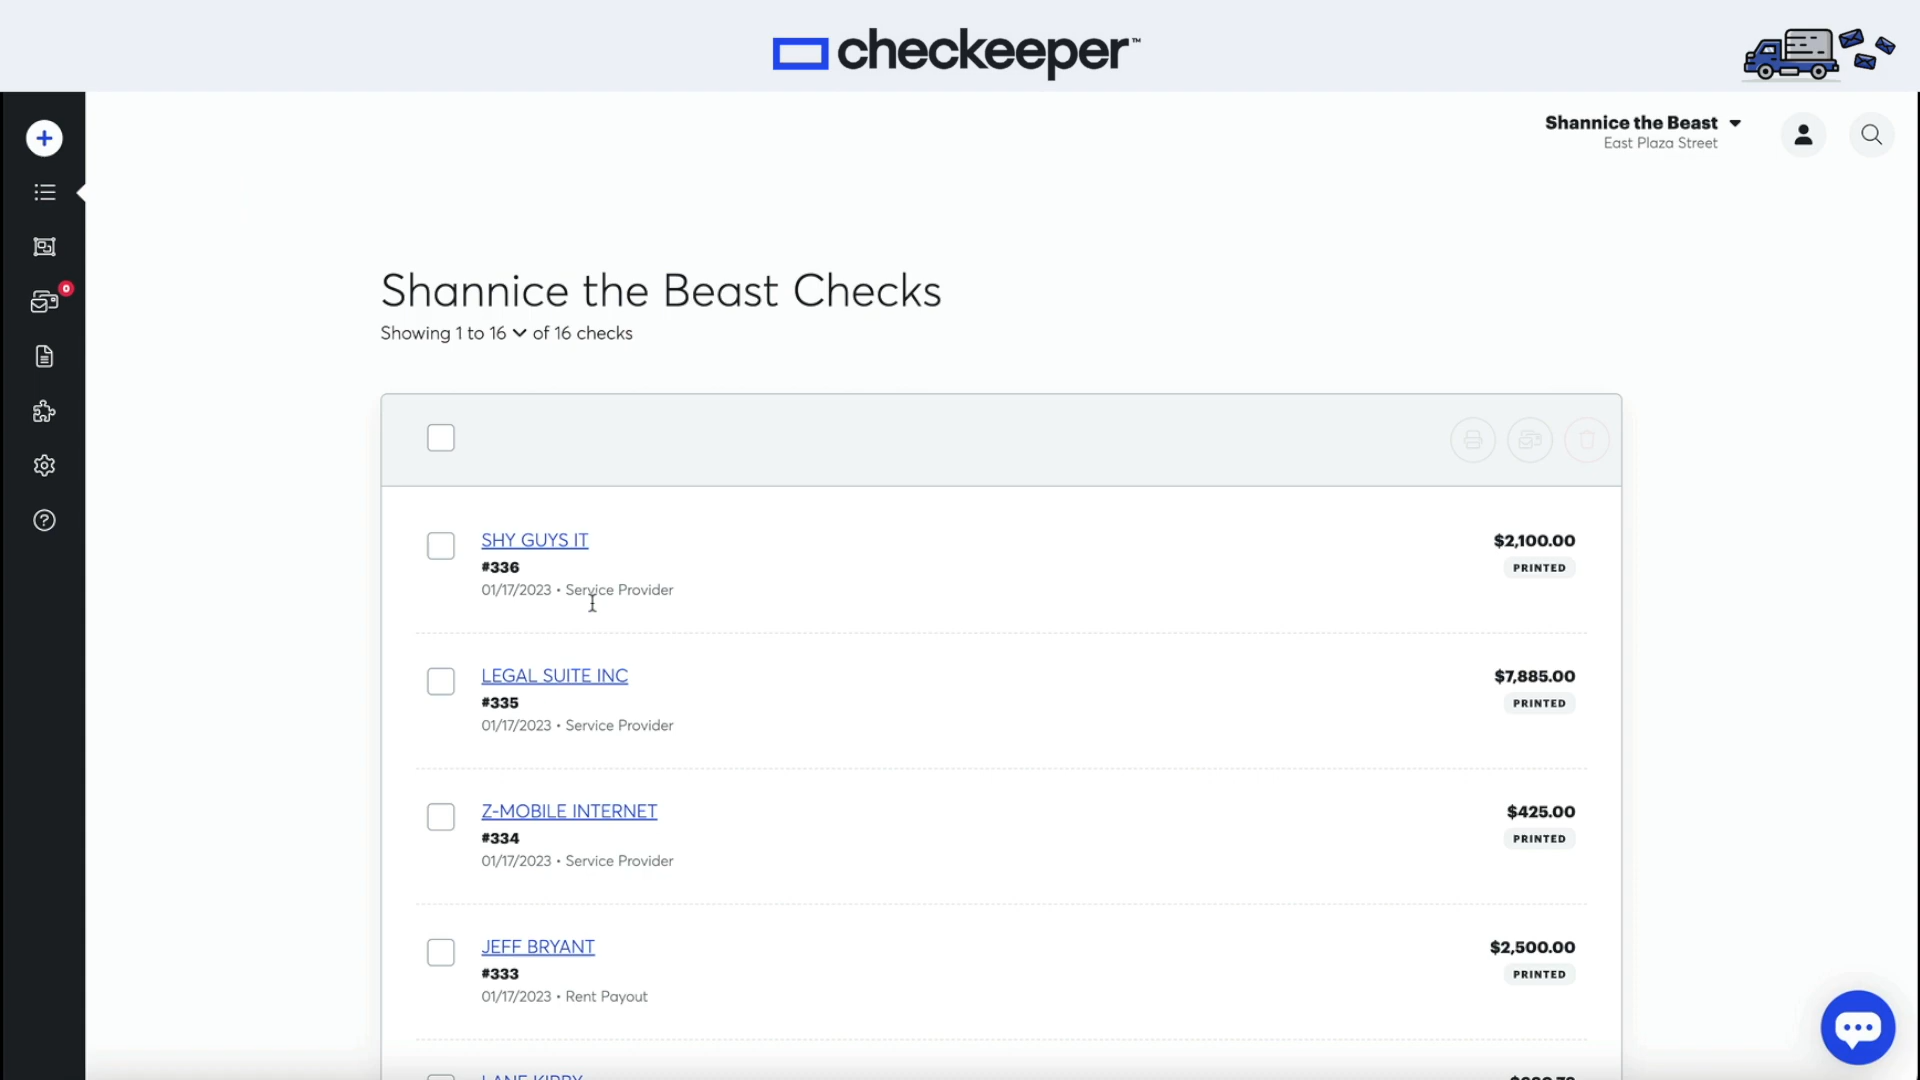 checkeeper™
Shannice the Beast
East Plaza Street
0
Shannice the Beast Checks
Showing 1 to 16 of 16 checks
SHY GUYS IT
$2,100.00
#336
PRINTED
01/17/2023 • Service Provider
LEGAL SUITE INC
$7,885.00
#335
PRINTED
01/17/2023 • Service Provider
Z-MOBILE INTERNET
$425.00
#334
PRINTED
01/17/2023 • Service Provider
JEFF BRYANT
$2,500.00
#333
PRINTED
01/17/2023 • Rent Payout
LANE KIRBY